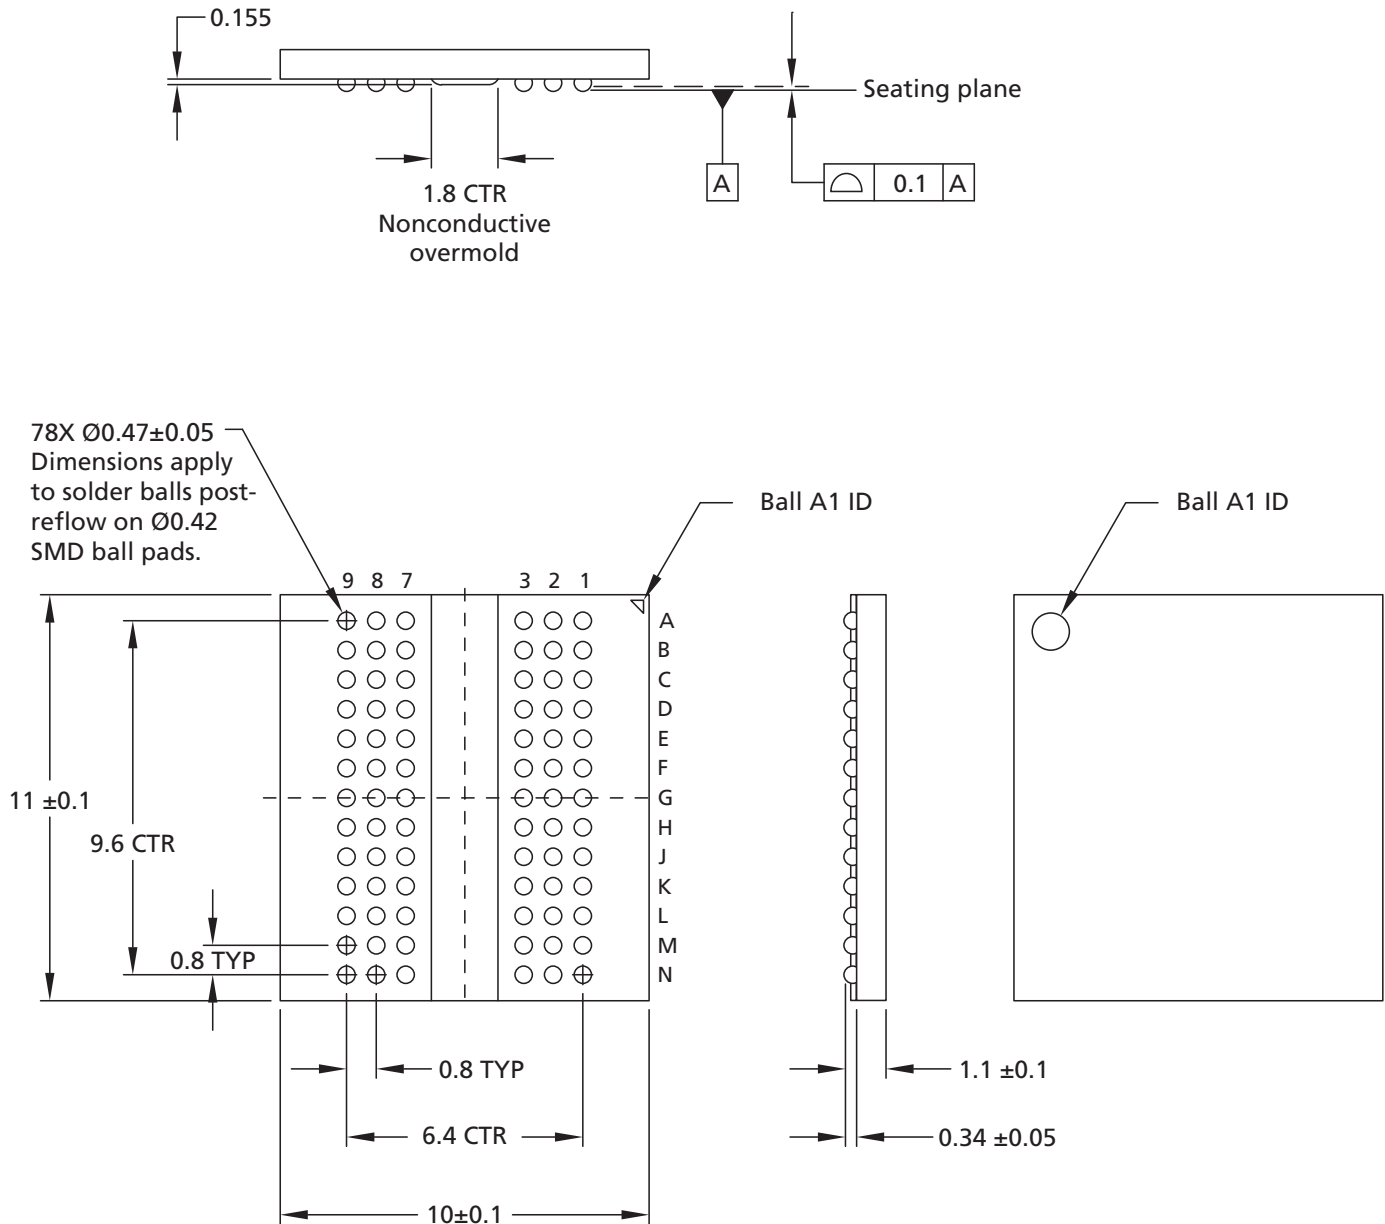 0.155
Seating plane
A
0.1 A
1.8 CTR
Nonconductive
overmold
78X Ø0.47±0.05
Dimensions apply
to solder balls post-
reflow on Ø0.42
SMD ball pads.
Ball A1 ID
Ball A1 ID
9 8 7 3 2 1
A
B
C
D
E
F
G
H
J
K
L
M
N
11 ±0.1
9.6 CTR
0.8 TYP
0.8 TYP
1.1 ±0.1
6.4 CTR
0.34 ±0.05
10±0.1